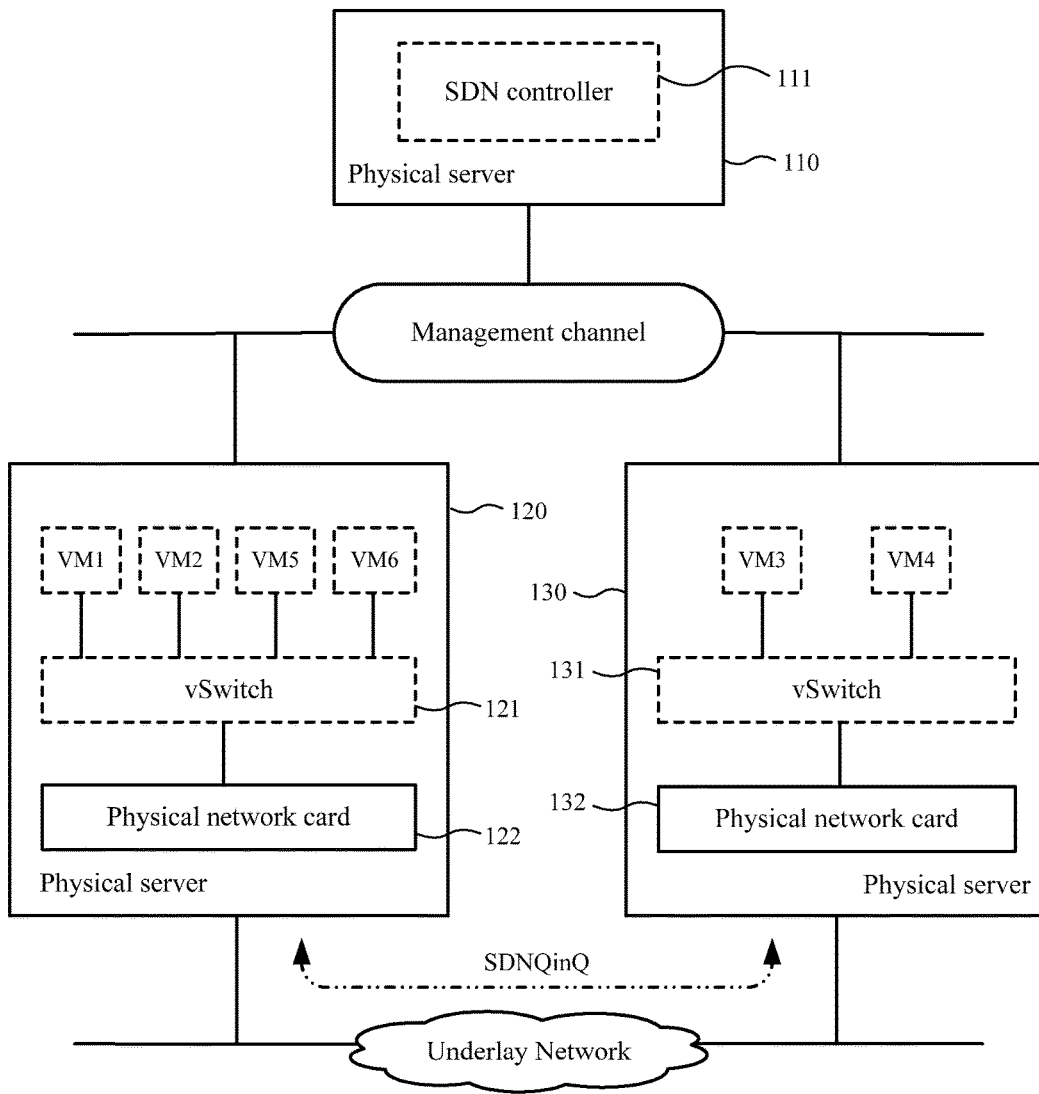 SDN controller
111
Physical server
110
Management channel
120
VM1 VM2 VM5 VM6
VM3 VM4
130
vSwitch
121
131
vSwitch
Physical network card
122
132
Physical network card
Physical server
Physical server
SDNQinQ
Underlay Network